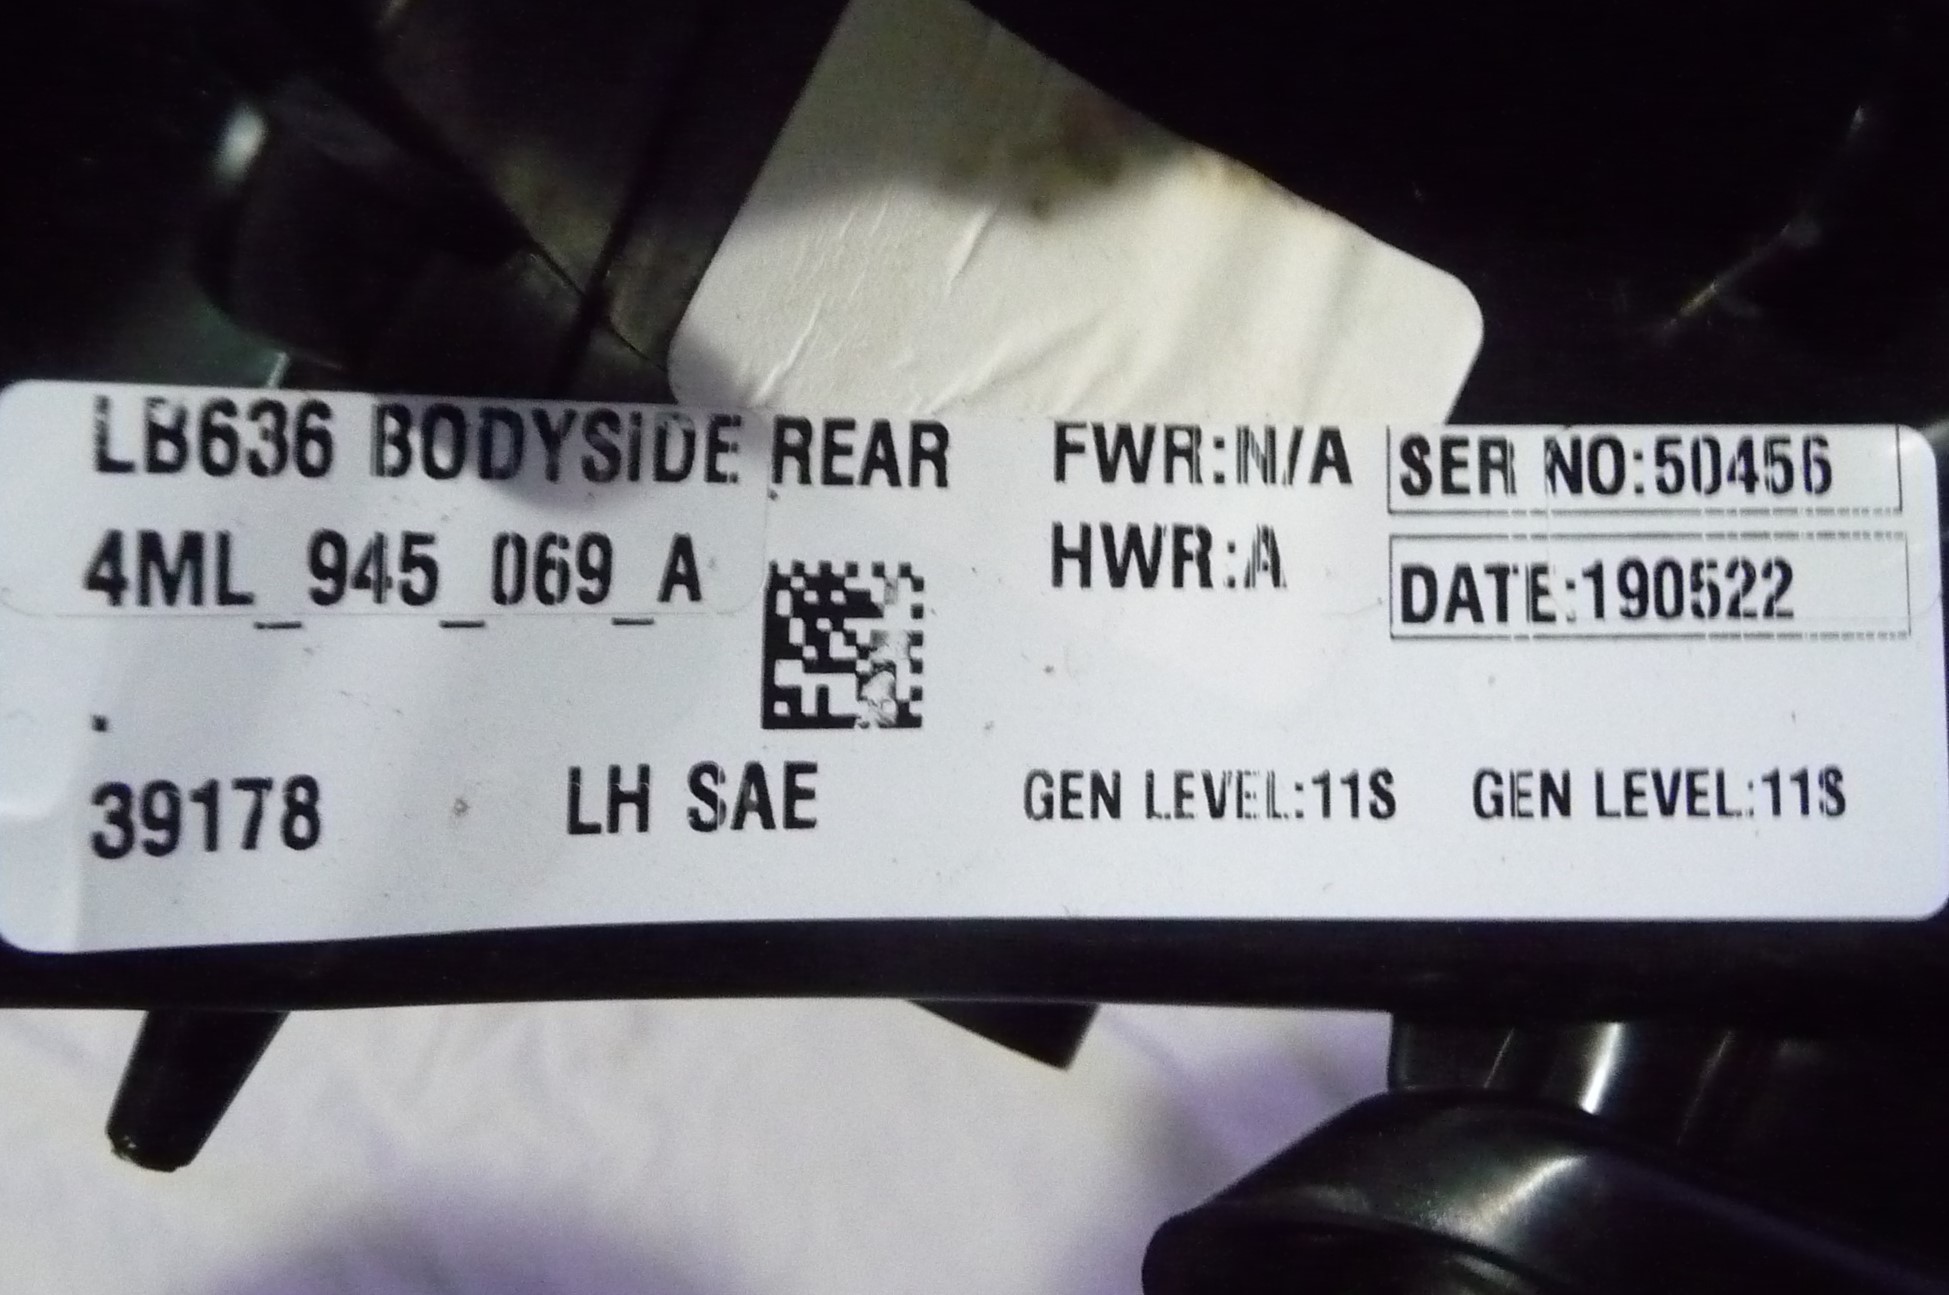 LB636 BODYSIDE REAR
FWR:N/A
SER NO:50456
4ML_945_069_A
HWR:A
DATE:190522
.
39178
LH SAE
GEN LEVEL:11S
GEN LEVEL:11S